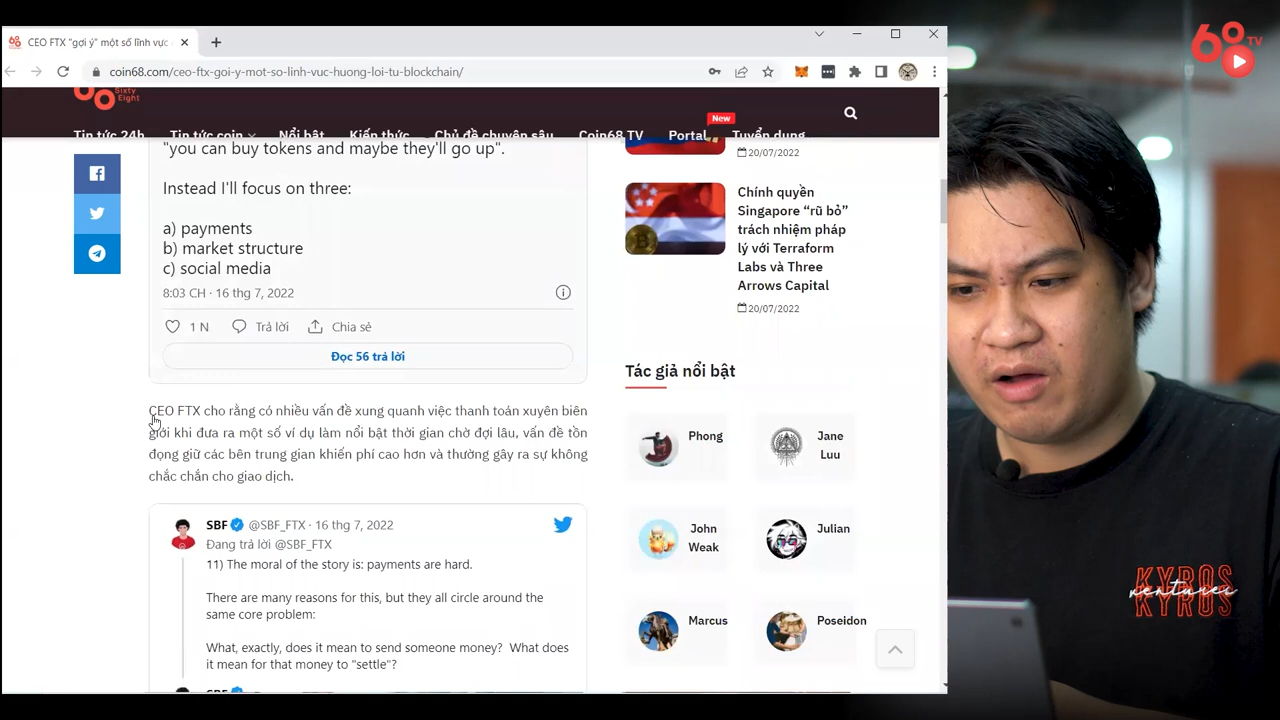 CEO FTX "gợi ý" một số lĩnh vực
coin68.com/ceo-ftx-goi-y-mot-so-linh-vuc-huong-loi-tu-blockchain/
68 TV
Sixty
Eight
Tin tức 24h
Tin tức coin
Nổi bật
Kiến thức
Chủ đề chuyên sâu
Coin68 TV
Portal
New
Tuyển dụng
"you can buy tokens and maybe they'll go up".
Instead I'll focus on three:
a) payments
b) market structure
c) social media
8:03 CH · 16 thg 7, 2022
1 N
Trả lời
Chia sẻ
Đọc 56 trả lời
CEO FTX cho rằng có nhiều vấn đề xung quanh việc thanh toán xuyên biên
giới khi đưa ra một số ví dụ làm nổi bật thời gian chờ đợi lâu, vấn đề tồn
đọng giữ các bên trung gian khiến phí cao hơn và thường gây ra sự không
chắc chắn cho giao dịch.
SBF @SBF_FTX · 16 thg 7, 2022
Đang trả lời @SBF_FTX
11) The moral of the story is: payments are hard.
There are many reasons for this, but they all circle around the
same core problem:
What, exactly, does it mean to send someone money? What does
it mean for that money to "settle"?
20/07/2022
Chính quyền
Singapore “rũ bỏ”
trách nhiệm pháp
lý với Terraform
Labs và Three
Arrows Capital
20/07/2022
Tác giả nổi bật
Phong
Jane
Luu
John
Weak
Julian
Marcus
Poseidon
KYROS
ventures
KYROS